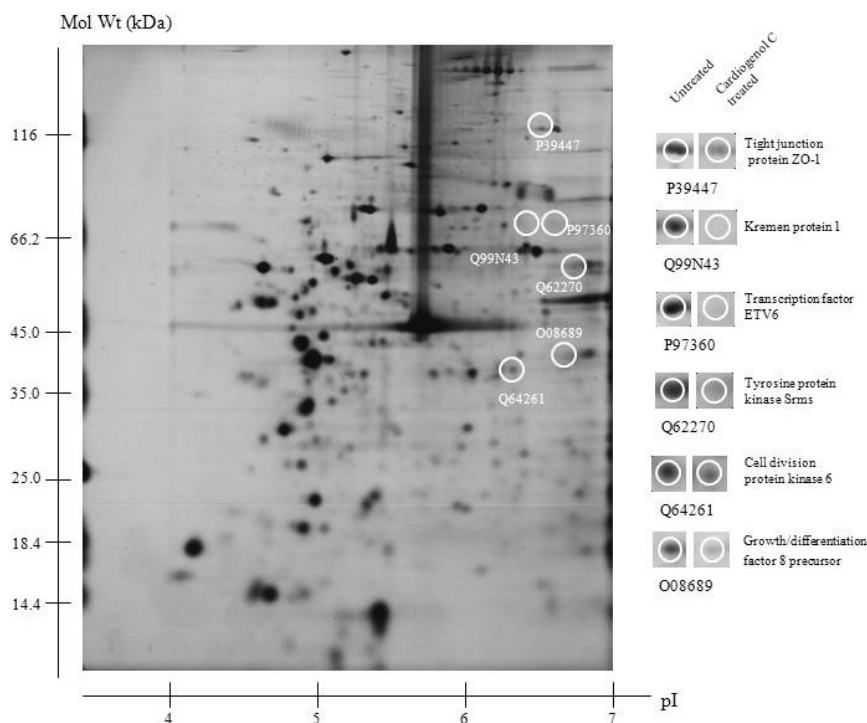 Mol Wt (kDa)
Untreated
Cardiogenol C
treated
116
66.2
45.0
35.0
25.0
18.4
14.4
P39447
P97360
Q99N43
Q62270
O08689
Q64261
Tight junction
protein ZO-1
P39447
Kremen protein 1
Q99N43
Transcription factor
ETV6
P97360
Tyrosine protein
kinase Srms
Q62270
Cell division
protein kinase 6
Q64261
Growth/differentiation
factor 8 precursor
O08689
4
5
6
7
pI